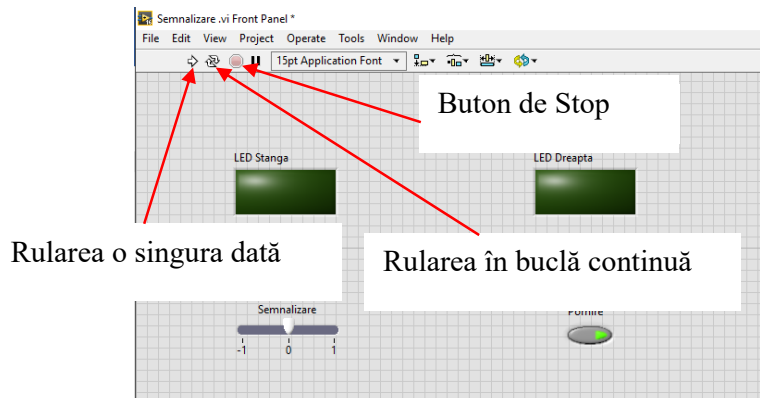 Semnalizare .vi Front Panel *
File Edit View Project Operate Tools Window Help
15pt Application Font
Buton de Stop
LED Stanga
LED Dreapta
Rularea o singura dată
Rularea în buclă continuă
Semnalizare
Pornire
-1 0 1